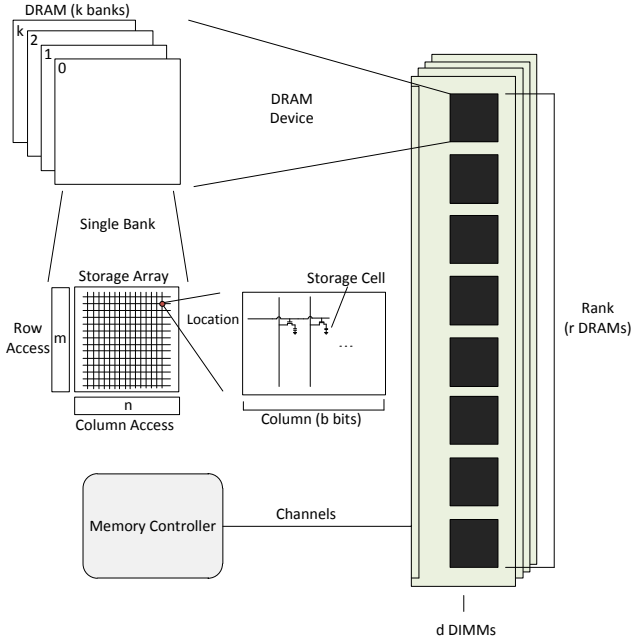 DRAM (k banks)
k
2
1
0
DRAM
Device
Single Bank
Storage Array
Storage Cell
Location
Row
Access
m
Rank
(r DRAMs)
...
n
Column Access
Column (b bits)
Memory Controller
Channels
d DIMMs